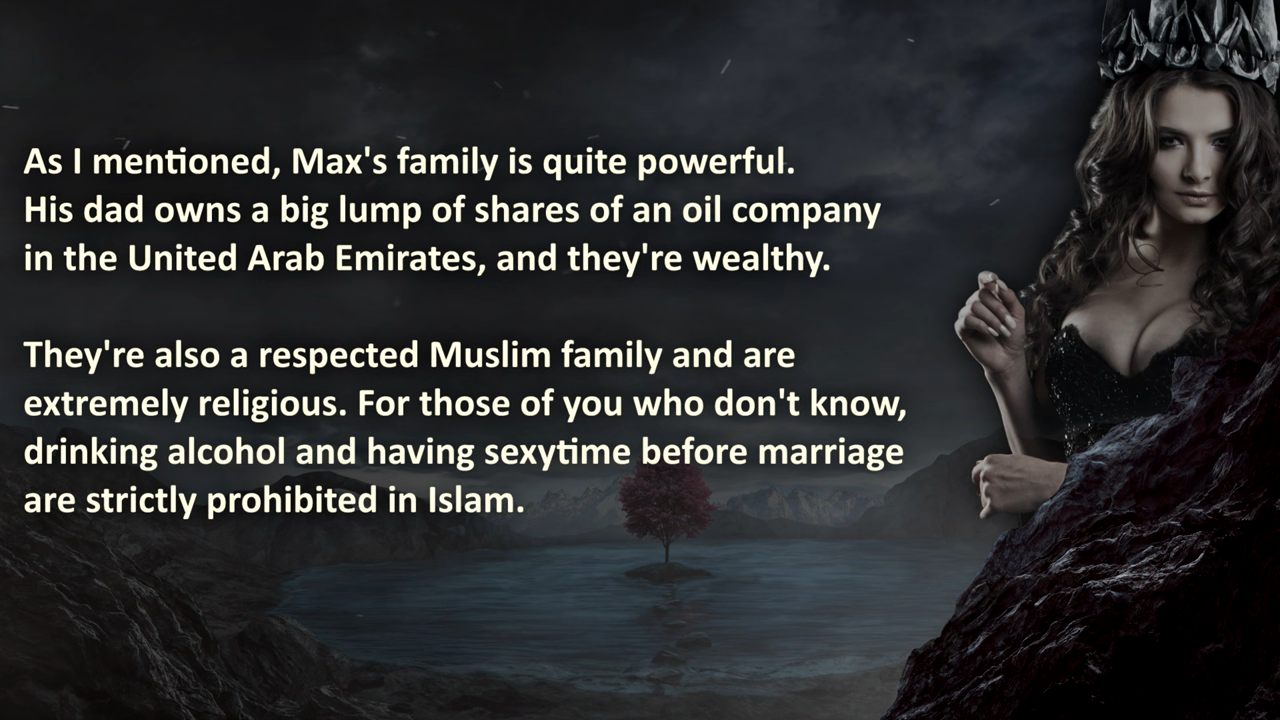 As I mentioned, Max's family is quite powerful.
His dad owns a big lump of shares of an oil company
in the United Arab Emirates, and they're wealthy.
They're also a respected Muslim family and are
extremely religious. For those of you who don't know,
drinking alcohol and having sexytime before marriage
are strictly prohibited in Islam.